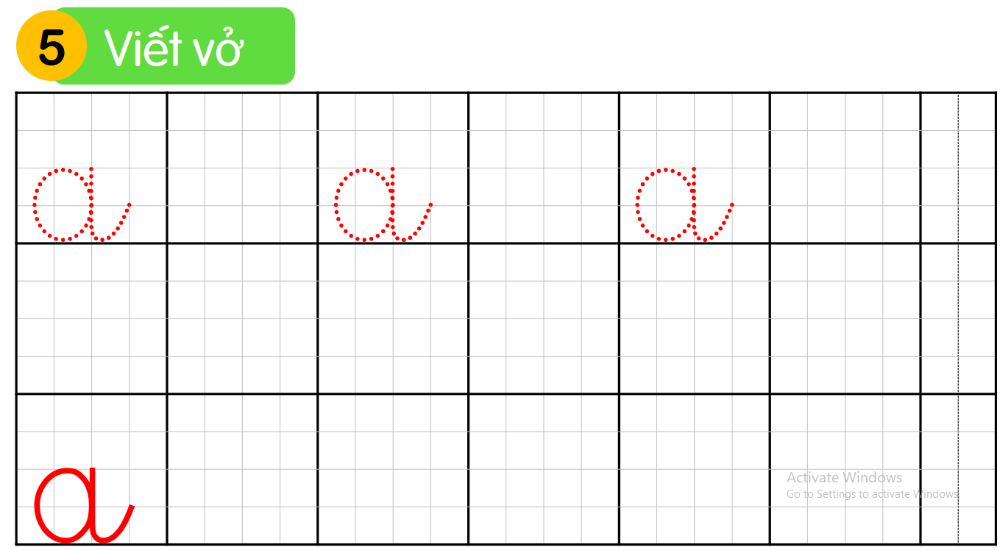 5 Viết vở
a a a
a
Activate Windows
Go to Settings to activate Windows.